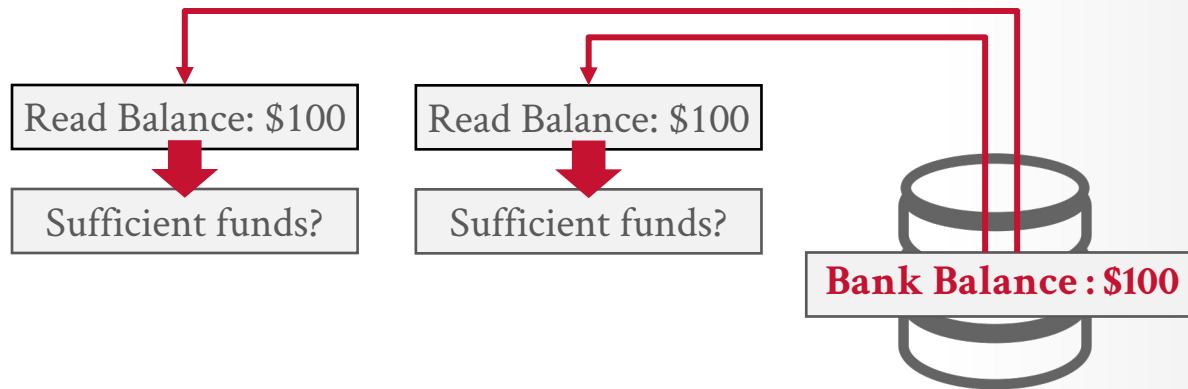 Read Balance: $100
Read Balance: $100
Sufficient funds?
Sufficient funds?
Bank Balance : $100